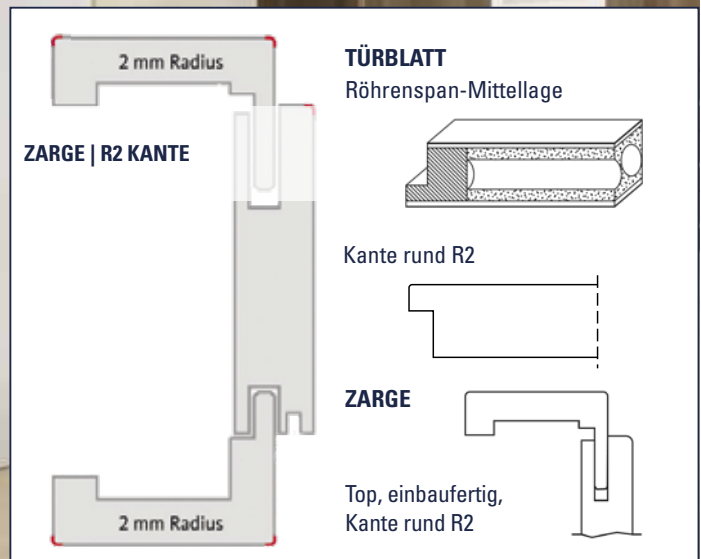 2 mm Radius
ZARGE | R2 KANTE
2 mm Radius
TÜRBLATT
Röhrenspan-Mittellage
Kante rund R2
ZARGE
Top, einbaufertig,
Kante rund R2